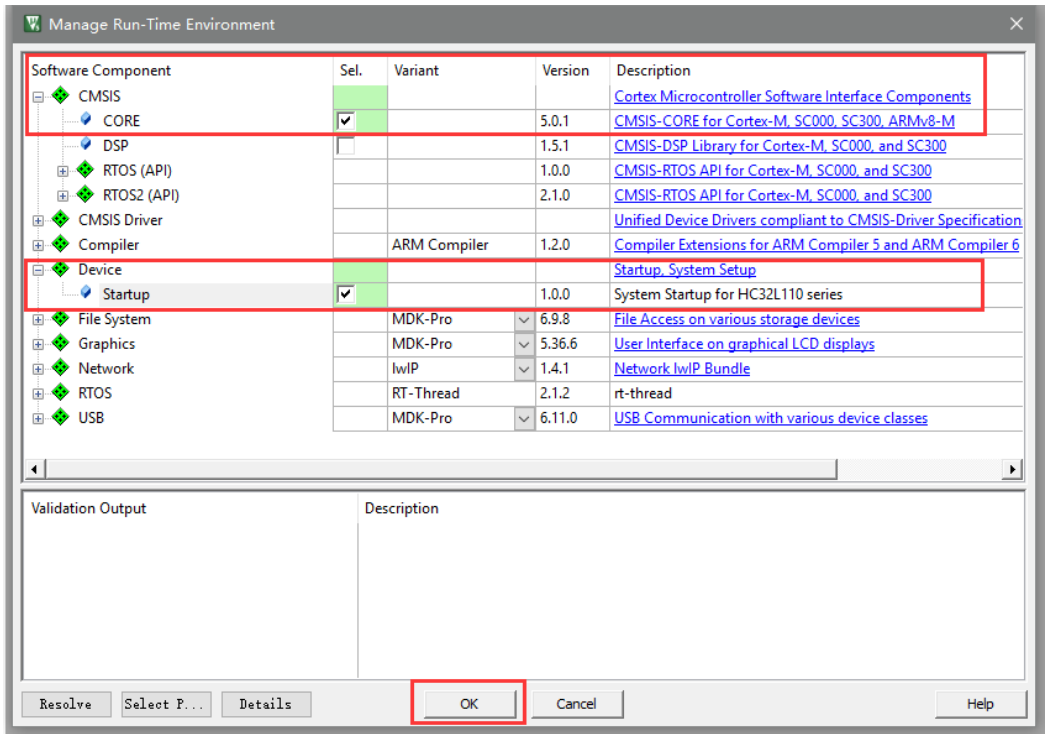 Manage Run-Time Environment
Software Component Sel. Variant Version Description
CMSIS Cortex Microcontroller Software Interface Components
CORE 5.0.1 CMSIS-CORE for Cortex-M, SC000, SC300, ARMv8-M
DSP 1.5.1 CMSIS-DSP Library for Cortex-M, SC000, and SC300
RTOS (API) 1.0.0 CMSIS-RTOS API for Cortex-M, SC000, and SC300
RTOS2 (API) 2.1.0 CMSIS-RTOS API for Cortex-M, SC000, and SC300
CMSIS Driver Unified Device Drivers compliant to CMSIS-Driver Specification
Compiler ARM Compiler 1.2.0 Compiler Extensions for ARM Compiler 5 and ARM Compiler 6
Device Startup, System Setup
Startup 1.0.0 System Startup for HC32L110 series
File System MDK-Pro 6.9.8 File Access on various storage devices
Graphics MDK-Pro 5.36.6 User Interface on graphical LCD displays
Network lwIP 1.4.1 Network lwIP Bundle
RTOS RT-Thread 2.1.2 rt-thread
USB MDK-Pro 6.11.0 USB Communication with various device classes
Validation Output Description
Resolve Select P... Details OK Cancel Help